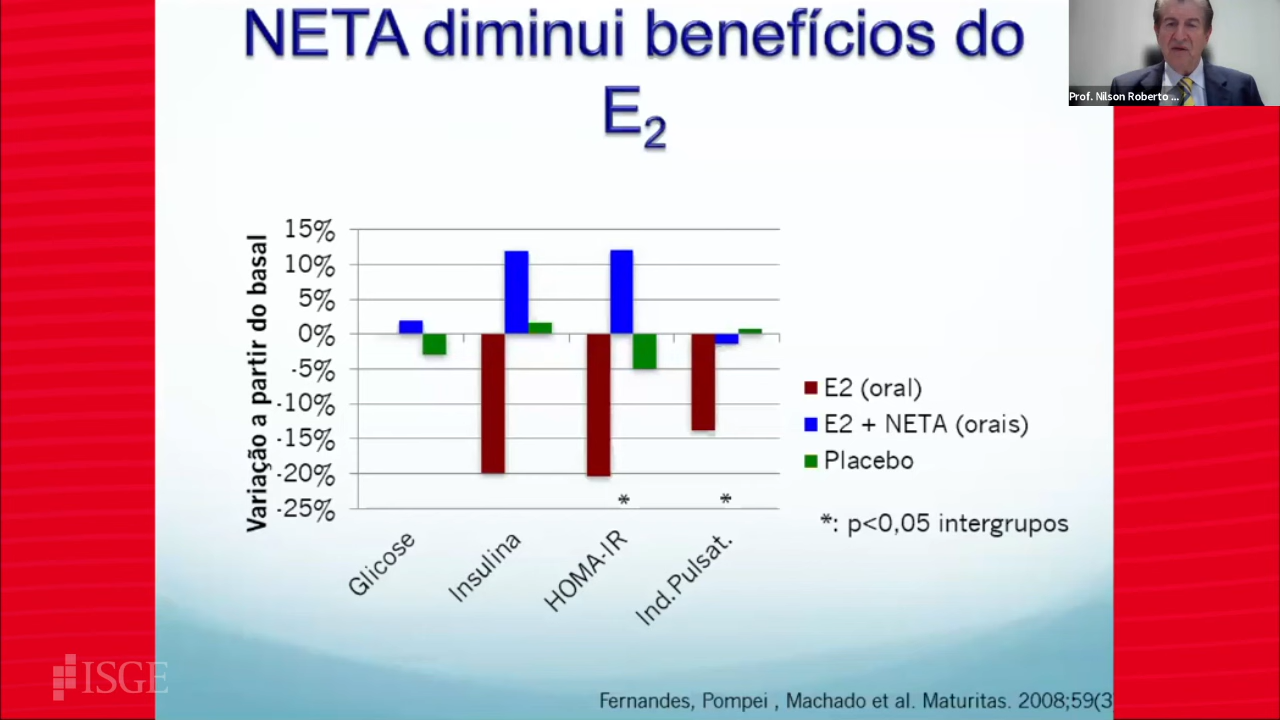 NETA diminui benefícios do
E2
Prof. Nilson Roberto ...
Variação a partir do basal
15%
10%
5%
0%
-5%
-10%
-15%
-20%
-25%
* *
Glicose
Insulina
HOMA-IR
Ind.Pulsat.
E2 (oral)
E2 + NETA (orais)
Placebo
*: p<0,05 intergrupos
ISGE
Fernandes, Pompei , Machado et al. Maturitas. 2008;59(3